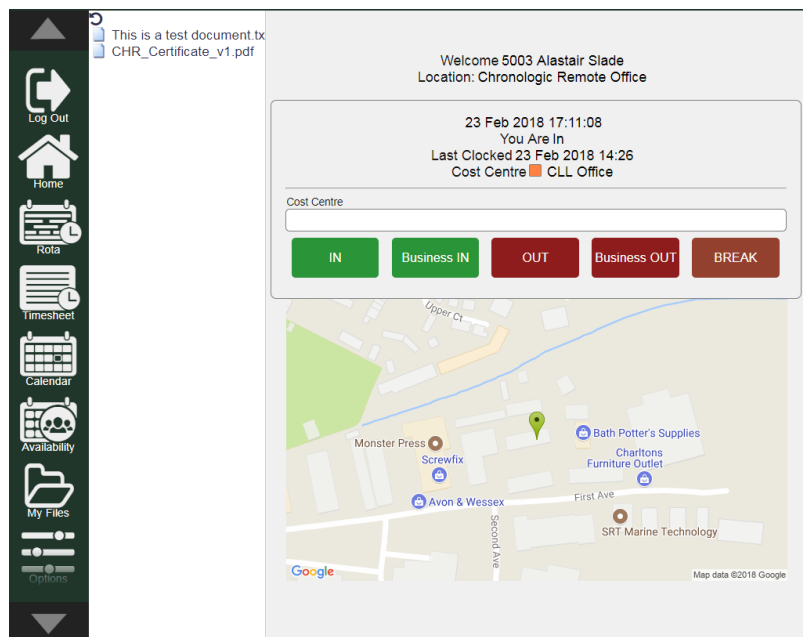 Log Out
Home
Rota
Timesheet
Calendar
Availability
My Files
Options
This is a test document.tx
CHR_Certificate_v1.pdf
Welcome 5003 Alastair Slade
Location: Chronologic Remote Office
23 Feb 2018 17:11:08
You Are In
Last Clocked 23 Feb 2018 14:26
Cost Centre CLL Office
Cost Centre
IN Business IN OUT Business OUT BREAK
Upper Ct
Bath Potter's Supplies
Monster Press
Charltons
Furniture Outlet
Screwfix
Avon & Wessex
First Ave
Second Ave
SRT Marine Technology
Google
Map data ©2018 Google